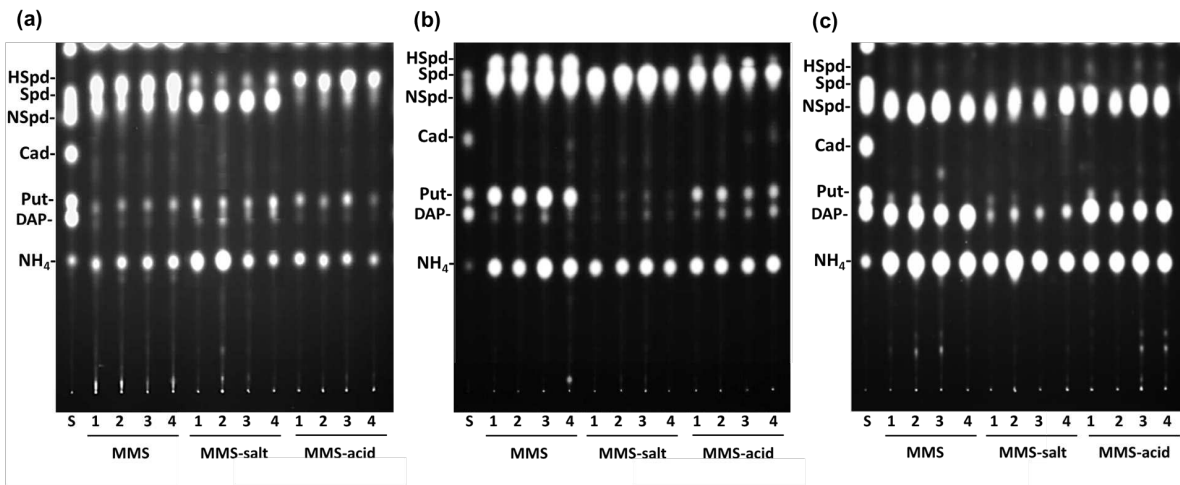 (a)
HSpd-
Spd-
NSpd-
Cad-
Put-
DAP-
NH4-
S 1 2 3 4 1 2 3 4 1 2 3 4
MMS MMS-salt MMS-acid
(b)
HSpd-
Spd-
NSpd-
Cad-
Put-
DAP-
NH4-
S 1 2 3 4 1 2 3 4 1 2 3 4
MMS MMS-salt MMS-acid
(c)
HSpd-
Spd-
NSpd-
Cad-
Put-
DAP-
NH4-
S 1 2 3 4 1 2 3 4 1 2 3 4
MMS MMS-salt MMS-acid